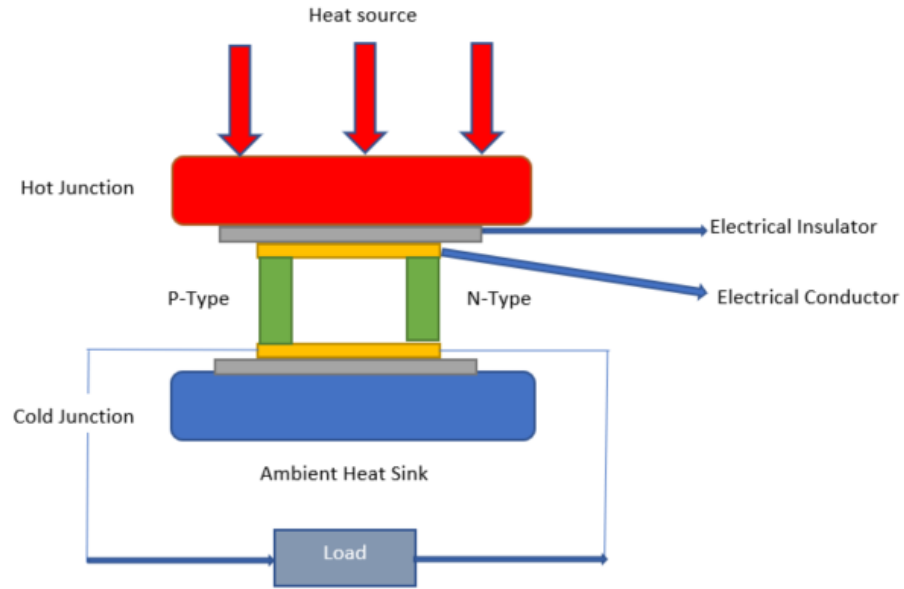 Heat source
Hot Junction
Electrical Insulator
P-Type
N-Type
Electrical Conductor
Cold Junction
Ambient Heat Sink
Load